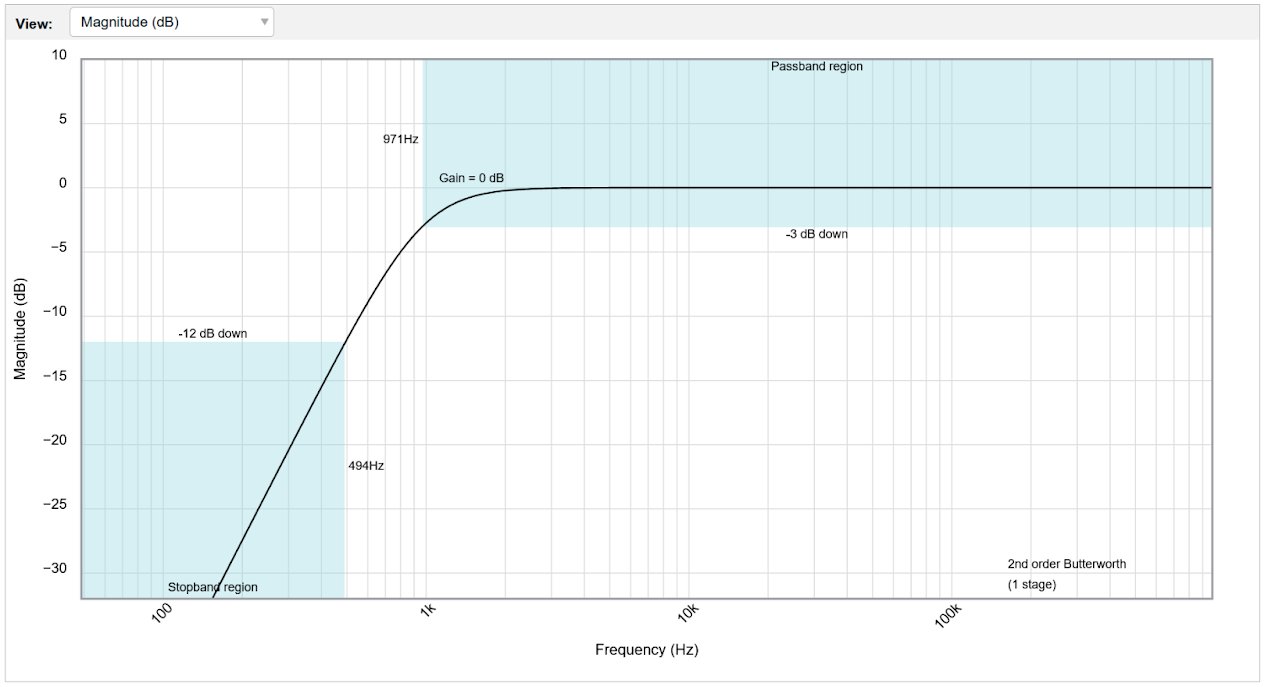 View: Magnitude (dB)
10
5
0
−5
−10
−15
−20
−25
−30
Magnitude (dB)
Passband region
971Hz
Gain = 0 dB
-3 dB down
-12 dB down
494Hz
2nd order Butterworth
(1 stage)
Stopband region
100
1k
10k
100k
Frequency (Hz)